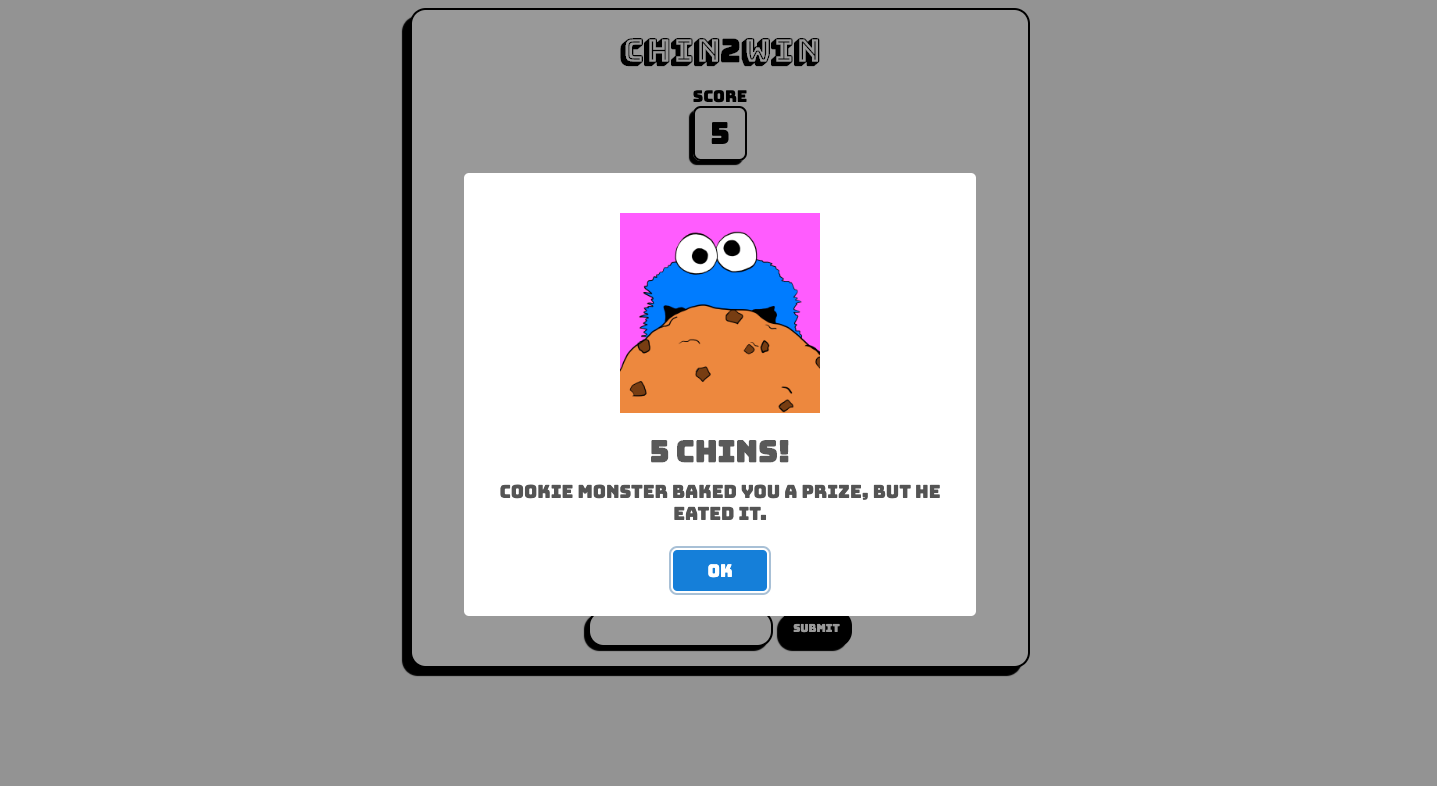 CHIN2WIN
SCORE
5
5 CHINS!
COOKIE MONSTER BAKED YOU A PRIZE, BUT HE
EATED IT.
OK
SUBMIT